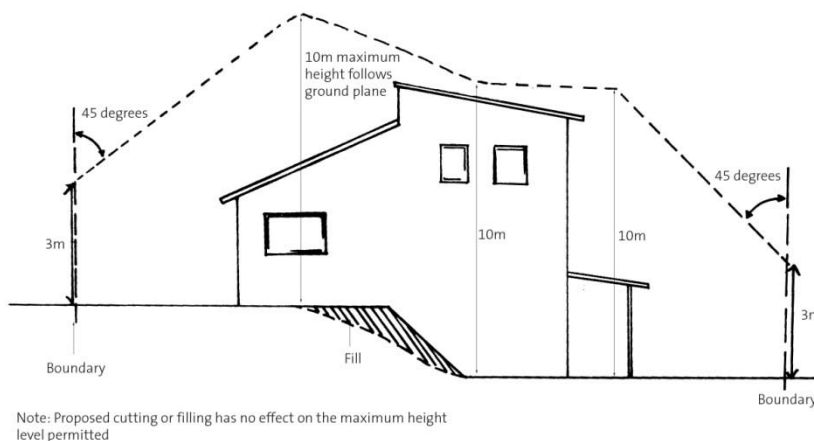 10m maximum
height follows
ground plane
45 degrees
45 degrees
3m
10m
10m
3m
Fill
Boundary
Boundary
Note: Proposed cutting or filling has no effect on the maximum height
level permitted